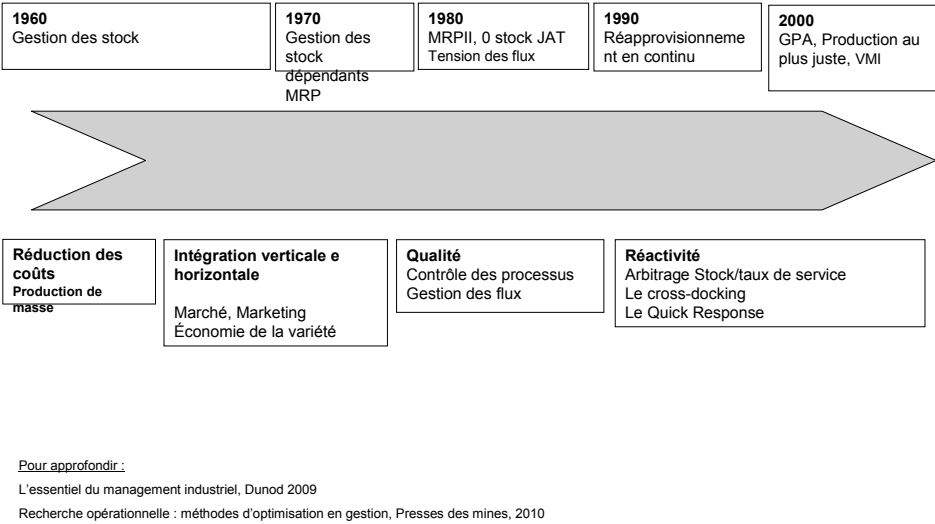 1960
Gestion des stock
1970
Gestion des
stock
dépendants
MRP
1980
MRPII, 0 stock JAT
Tension des flux
1990
Réapprovisionneme
nt en continu
2000
GPA, Production au
plus juste, VMI
Réduction des
coûts
Production de
masse
Intégration verticale e
horizontale
Marché, Marketing
Économie de la variété
Qualité
Contrôle des processus
Gestion des flux
Réactivité
Arbitrage Stock/taux de service
Le cross-docking
Le Quick Response
Pour approfondir :
L'essentiel du management industriel, Dunod 2009
Recherche opérationnelle : méthodes d'optimisation en gestion, Presses des mines, 2010